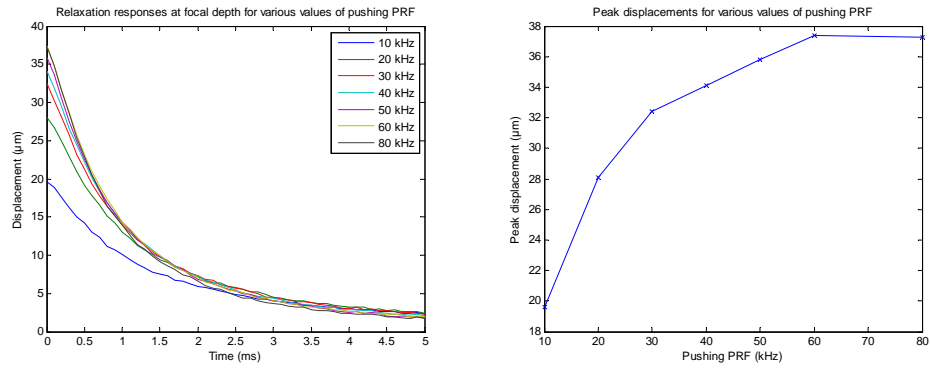 Relaxation responses at focal depth for various values of pushing PRF
40
35
30
25
20
15
10
5
0
Displacement (µm)
0 0.5 1 1.5 2 2.5 3 3.5 4 4.5 5
Time (ms)
10 kHz
20 kHz
30 kHz
40 kHz
50 kHz
60 kHz
80 kHz
Peak displacements for various values of pushing PRF
38
36
34
32
30
28
26
24
22
20
18
Peak displacement (µm)
10 20 30 40 50 60 70 80
Pushing PRF (kHz)